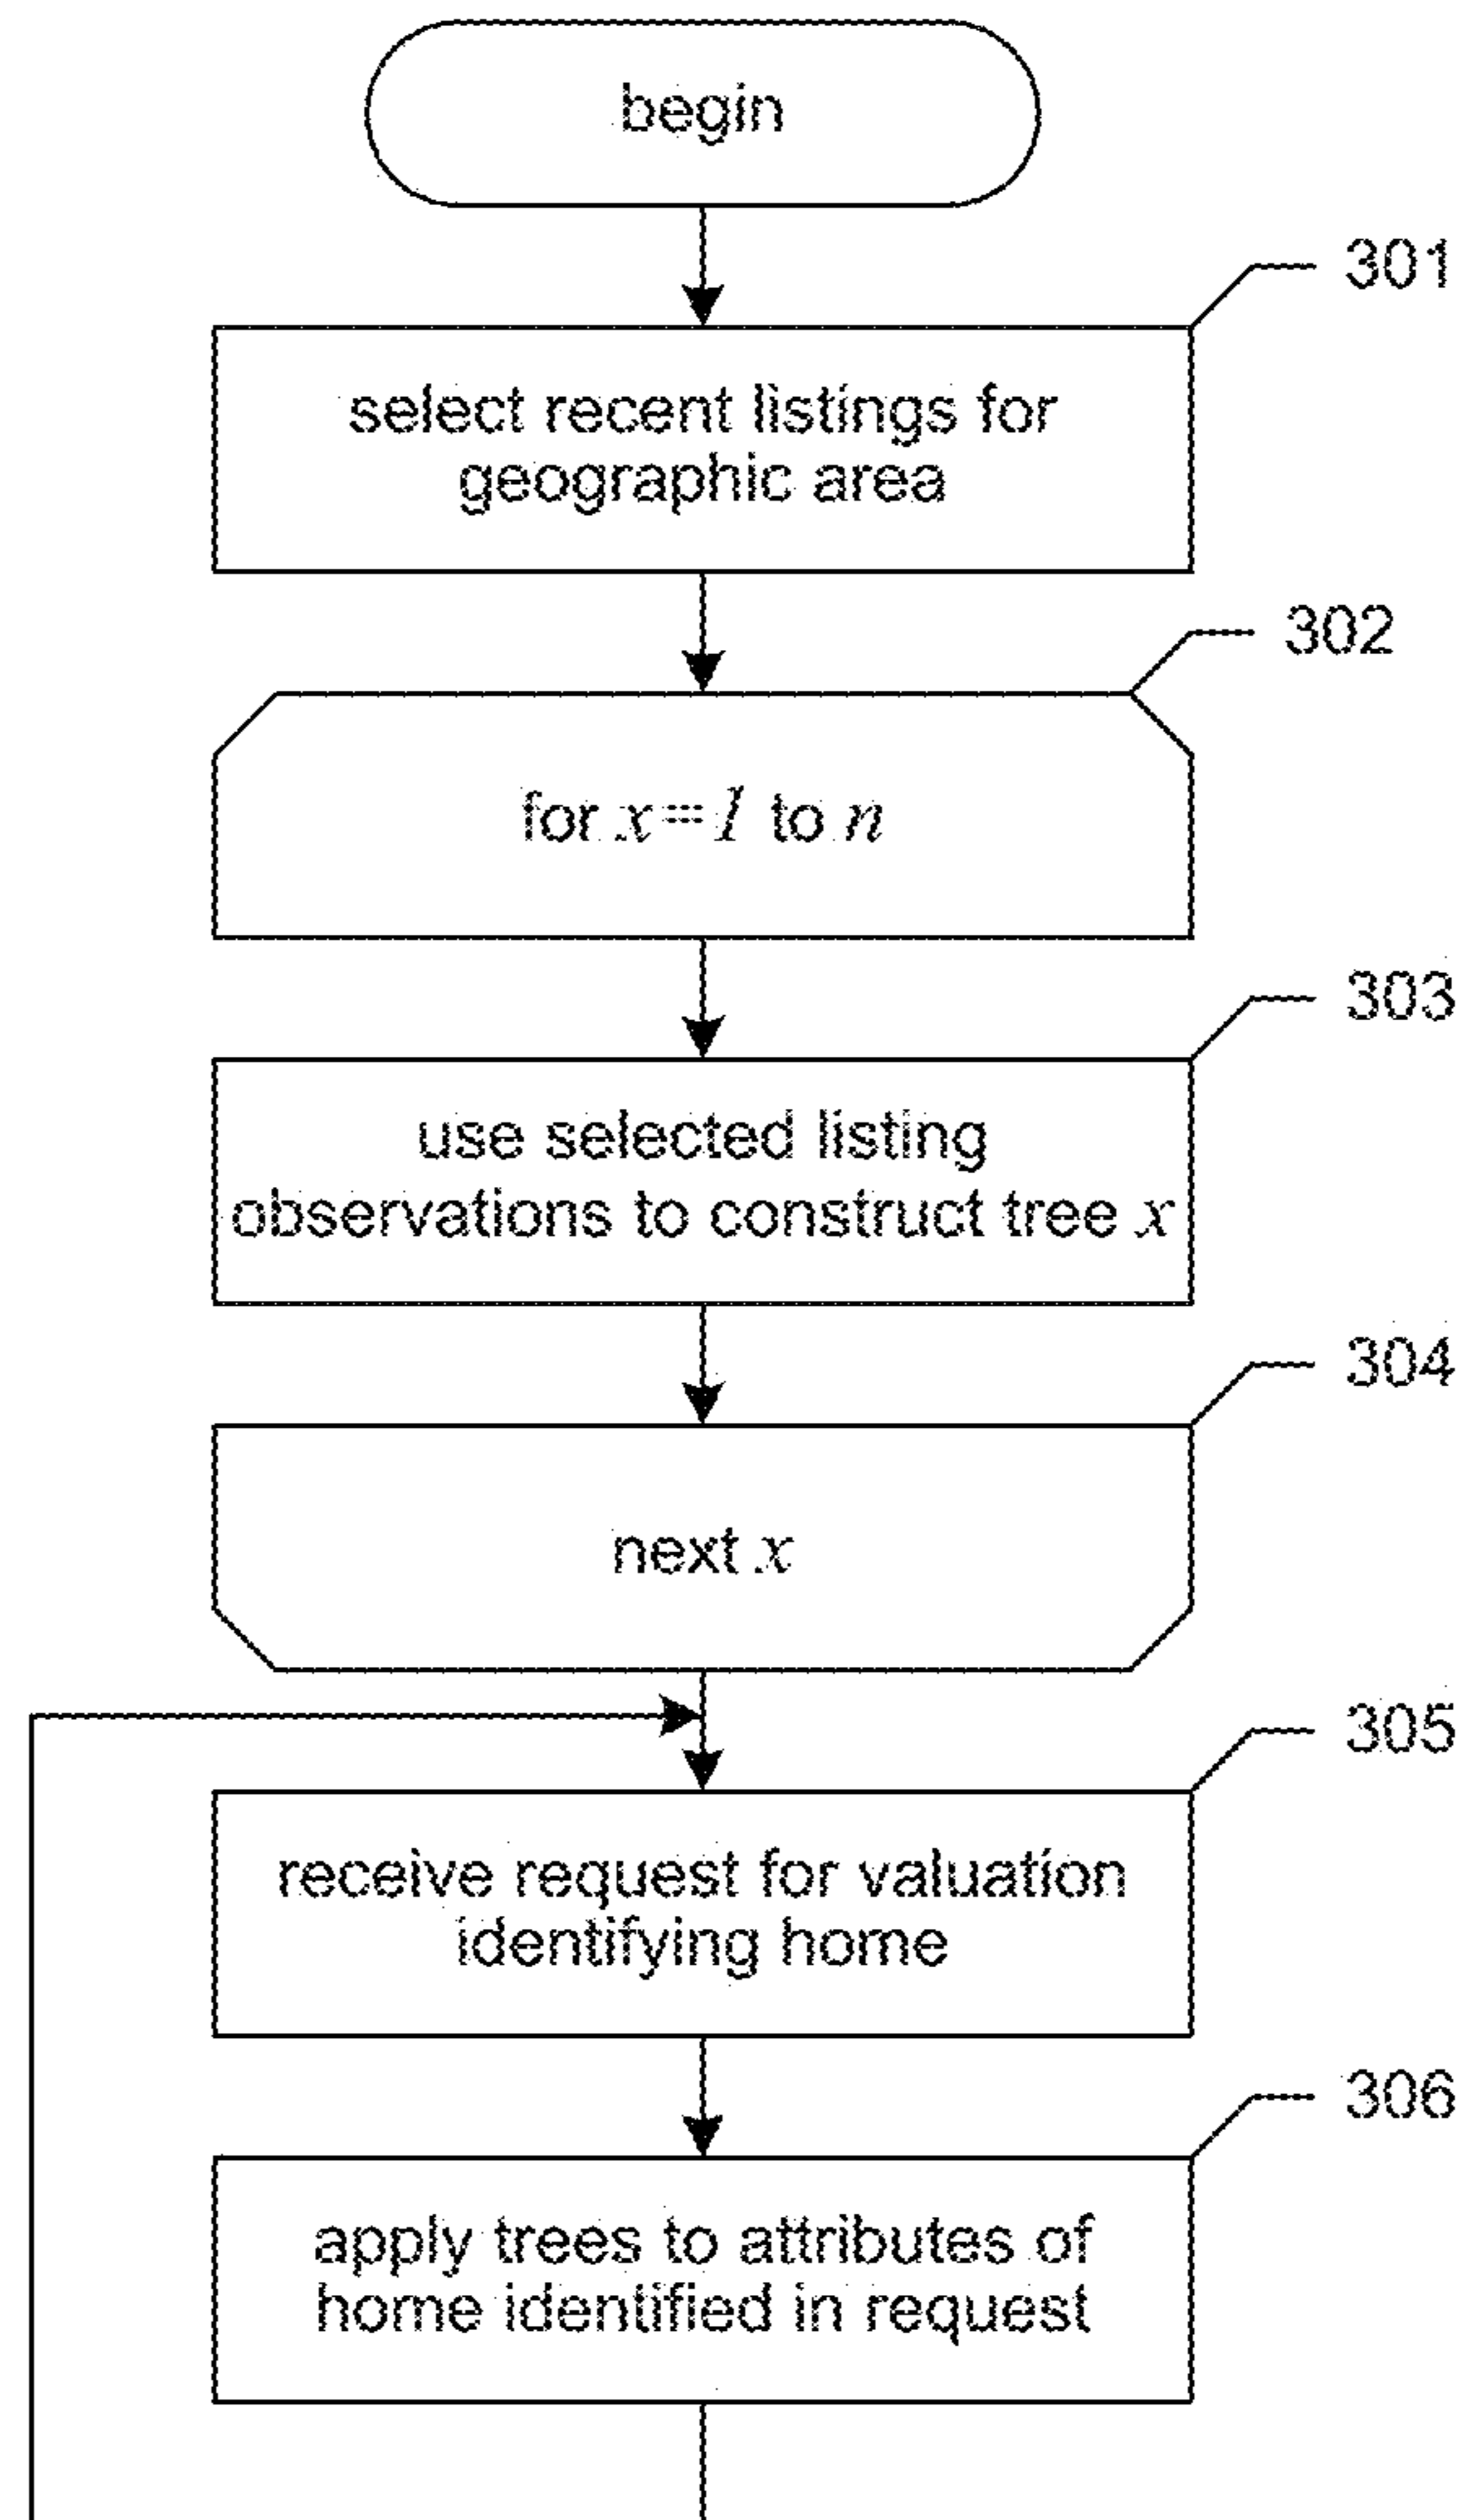 begin
301
select recent listings for
geographic area
302
for x=1 to n
303
use selected listing
observations to construct tree x
304
next x
305
receive request for valuation
identifying home
306
apply trees to attributes of
home identified in request